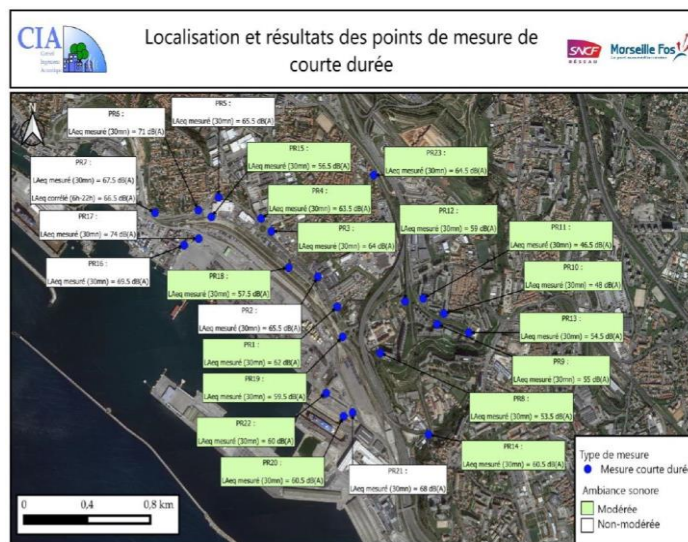 CIA
Localisation et résultats des points de mesure de
courte durée
SNCF
RÉSEAU
Morseille Fos
N
PR6 :
LAeq mesuré (30mn) = 71 dB(A)
PR5 :
LAeq mesuré (30mn) = 65.5 dB(A)
PR7 :
LAeq mesuré (30mn) = 67.5 dB(A)
LAeq corrélé (6h-22h) = 66.5 dB(A)
PR15 :
LAeq mesuré (30mn) = 56.5 dB(A)
PR23 :
LAeq mesuré (30mn) = 64.5 dB(A)
PR4 :
LAeq mesuré (30mn) = 63.5 dB(A)
PR17 :
LAeq mesuré (30mn) = 74 dB(A)
PR3 :
LAeq mesuré (30mn) = 64 dB(A)
PR12 :
LAeq mesuré (30mn) = 59 dB(A)
PR11 :
LAeq mesuré (30mn) = 46.5 dB(A)
PR16 :
LAeq mesuré (30mn) = 69.5 dB(A)
PR10 :
LAeq mesuré (30mn) = 48 dB(A)
PR18 :
LAeq mesuré (30mn) = 57.5 dB(A)
PR2 :
LAeq mesuré (30mn) = 65.5 dB(A)
PR13 :
LAeq mesuré (30mn) = 54.5 dB(A)
PR1 :
LAeq mesuré (30mn) = 62 dB(A)
PR9 :
LAeq mesuré (30mn) = 55 dB(A)
PR19 :
LAeq mesuré (30mn) = 59.5 dB(A)
PR8 :
LAeq mesuré (30mn) = 53.5 dB(A)
PR22 :
LAeq mesuré (30mn) = 60 dB(A)
PR14 :
LAeq mesuré (30mn) = 60.5 dB(A)
PR20 :
LAeq mesuré (30mn) = 60.5 dB(A)
PR21 :
LAeq mesuré (30mn) = 68 dB(A)
Type de mesure
Mesure courte durée
Ambiance sonore
Modérée
Non-modérée
0 0,4 0,8 km